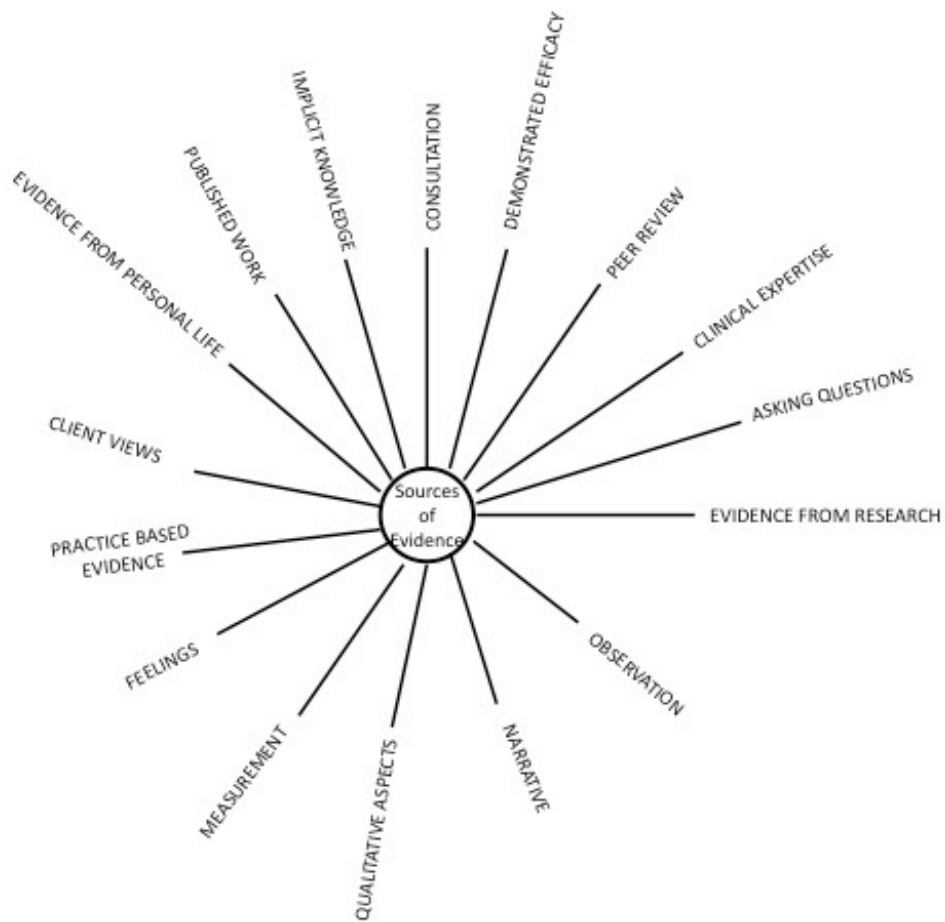 CONSULTATION
DEMONSTRATED EFFICACY
PEER REVIEW
CLINICAL EXPERTISE
ASKING QUESTIONS
EVIDENCE FROM RESEARCH
OBSERVATION
NARRATIVE
QUALITATIVE ASPECTS
MEASUREMENT
FEELINGS
PRACTICE BASED
EVIDENCE
CLIENT VIEWS
EVIDENCE FROM PERSONAL LIFE
PUBLISHED WORK
IMPLICIT KNOWLEDGE
Sources
of
Evidence